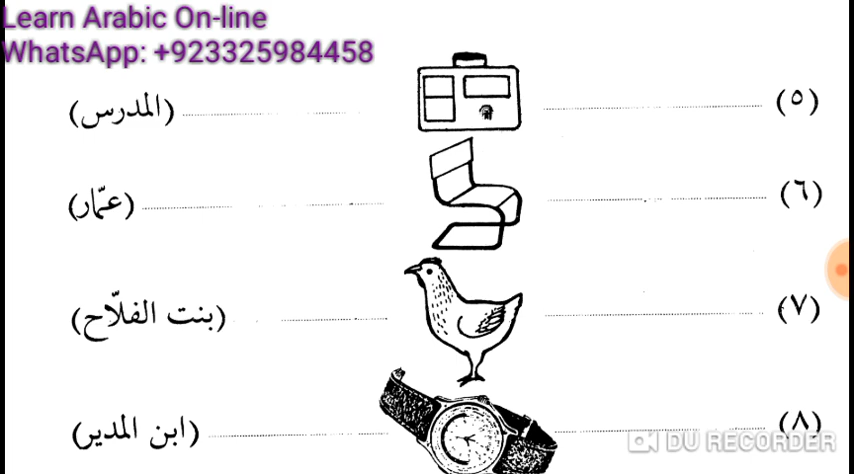 Learn Arabic On-line
WhatsApp: +923325984458
(٥) .................... (المدرس)
(٦) .................... (عمّار)
(٧) .................... (بنت الفلّاح)
(٨) .................... (ابن المدير)
DU RECORDER